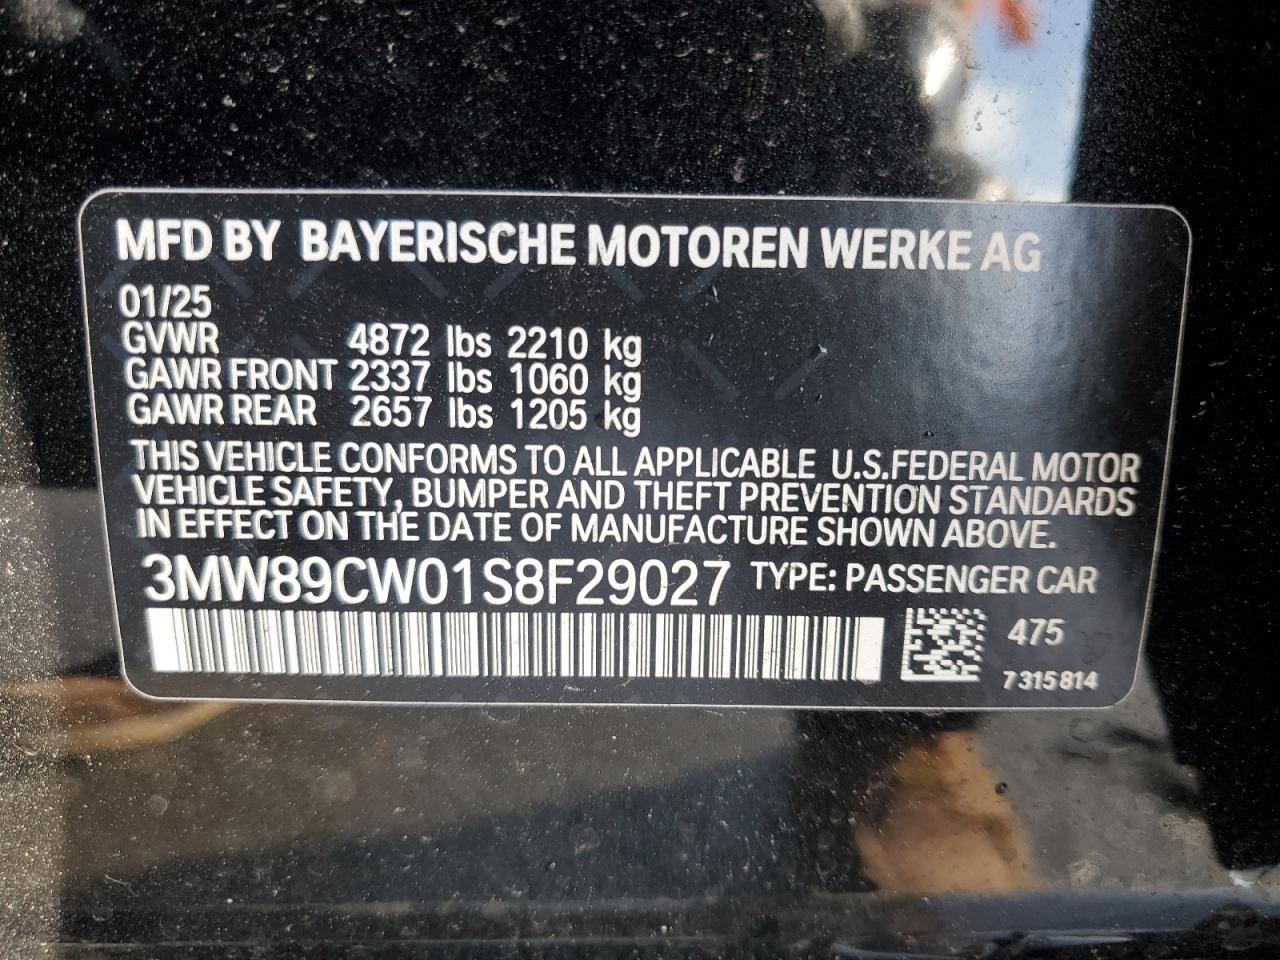 MFD BY BAYERISCHE MOTOREN WERKE AG
01/25
GVWR 4872 lbs 2210 kg
GAWR FRONT 2337 lbs 1060 kg
GAWR REAR 2657 lbs 1205 kg
THIS VEHICLE CONFORMS TO ALL APPLICABLE U.S.FEDERAL MOTOR
VEHICLE SAFETY, BUMPER AND THEFT PREVENTION STANDARDS
IN EFFECT ON THE DATE OF MANUFACTURE SHOWN ABOVE.
3MW89CW01S8F29027 TYPE: PASSENGER CAR
475
7 315 814